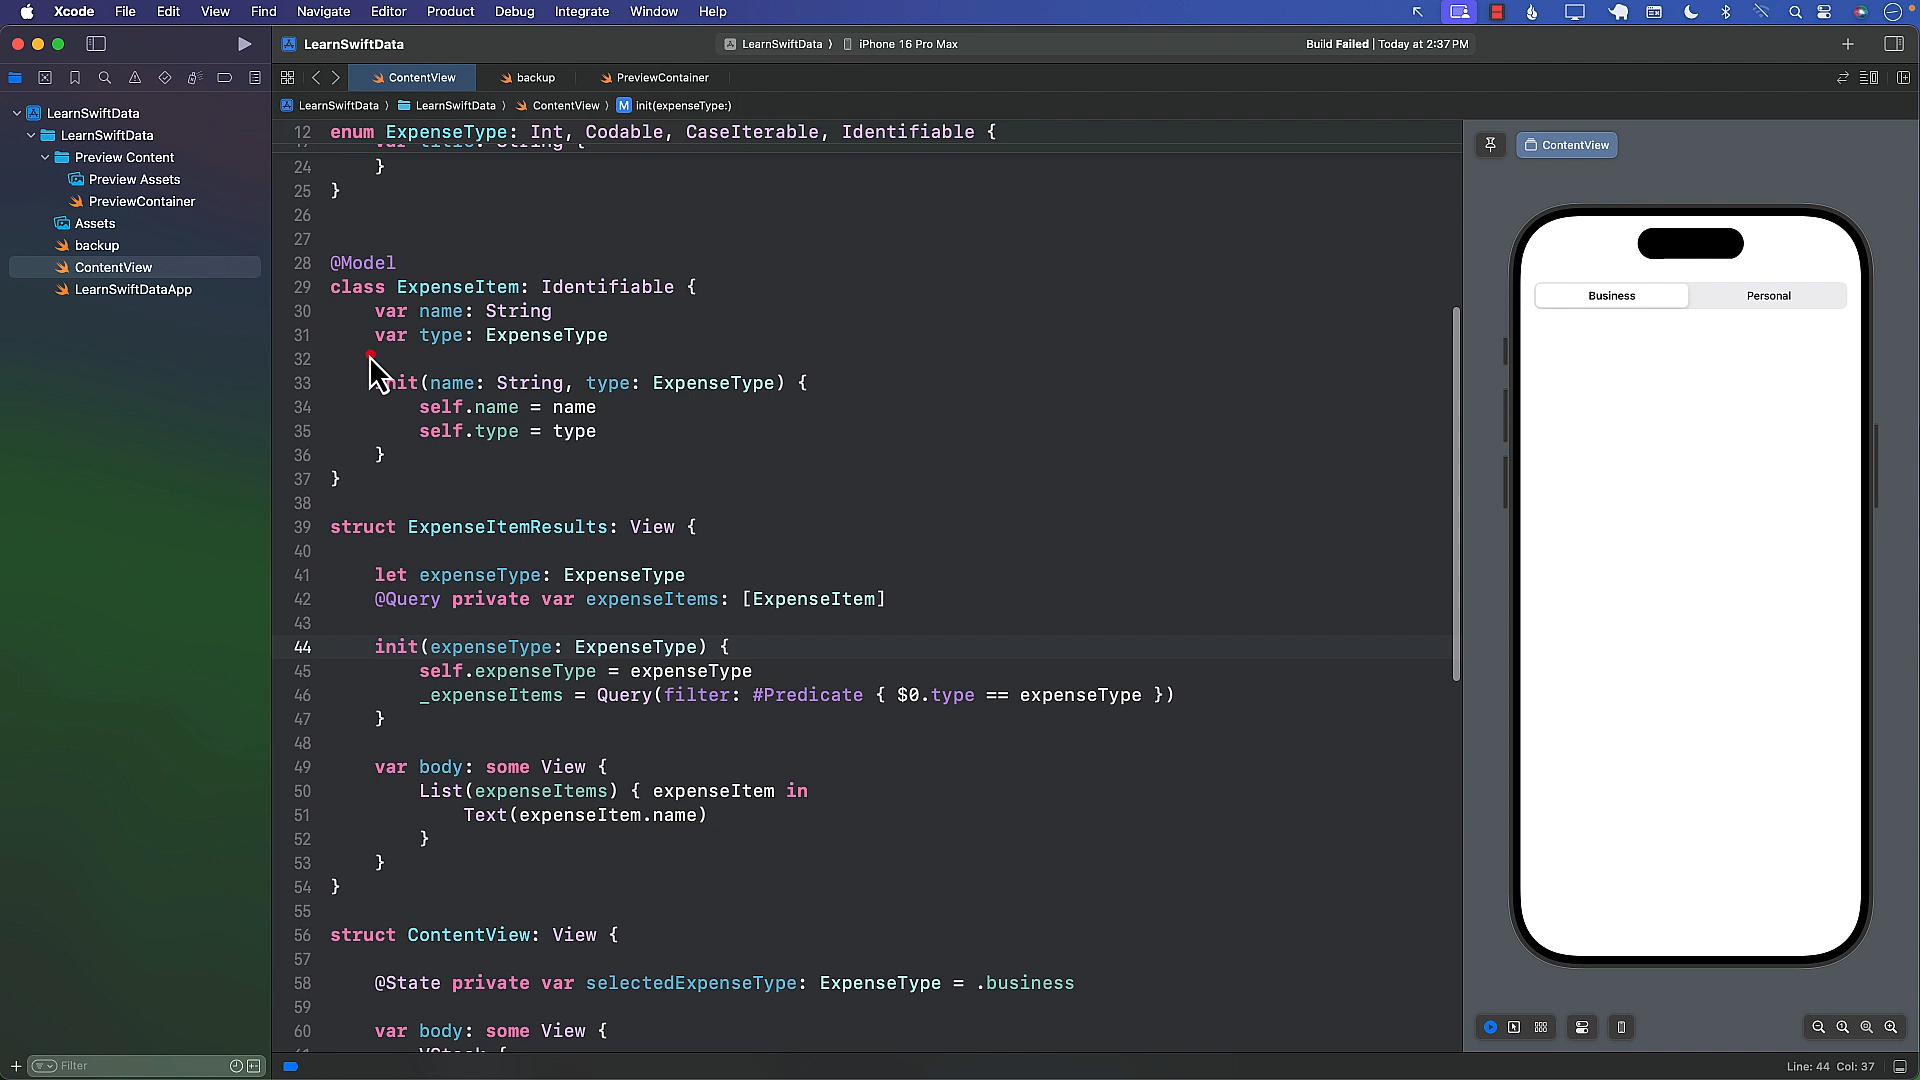 Xcode File Edit View Find Navigate Editor Product Debug Integrate Window Help
LearnSwiftData
LearnSwiftData 〉 iPhone 16 Pro Max
Build Failed | Today at 2:37 PM
ContentView
backup
PreviewContainer
LearnSwiftData 〉 LearnSwiftData 〉 ContentView 〉 M init(expenseType:)
LearnSwiftData
LearnSwiftData
Preview Content
Preview Assets
PreviewContainer
Assets
backup
ContentView
LearnSwiftDataApp
Filter
12 enum ExpenseType: Int, Codable, CaseIterable, Identifiable {
var title: String {
24 }
25 }
26
27
28 @Model
29 class ExpenseItem: Identifiable {
30 var name: String
31 var type: ExpenseType
32
33 init(name: String, type: ExpenseType) {
34 self.name = name
35 self.type = type
36 }
37 }
38
39 struct ExpenseItemResults: View {
40
41 let expenseType: ExpenseType
42 @Query private var expenseItems: [ExpenseItem]
43
44 init(expenseType: ExpenseType) {
45 self.expenseType = expenseType
46 _expenseItems = Query(filter: #Predicate { $0.type == expenseType })
47 }
48
49 var body: some View {
50 List(expenseItems) { expenseItem in
51 Text(expenseItem.name)
52 }
53 }
54 }
55
56 struct ContentView: View {
57
58 @State private var selectedExpenseType: ExpenseType = .business
59
60 var body: some View {
ContentView
Business
Personal
Line: 44 Col: 37